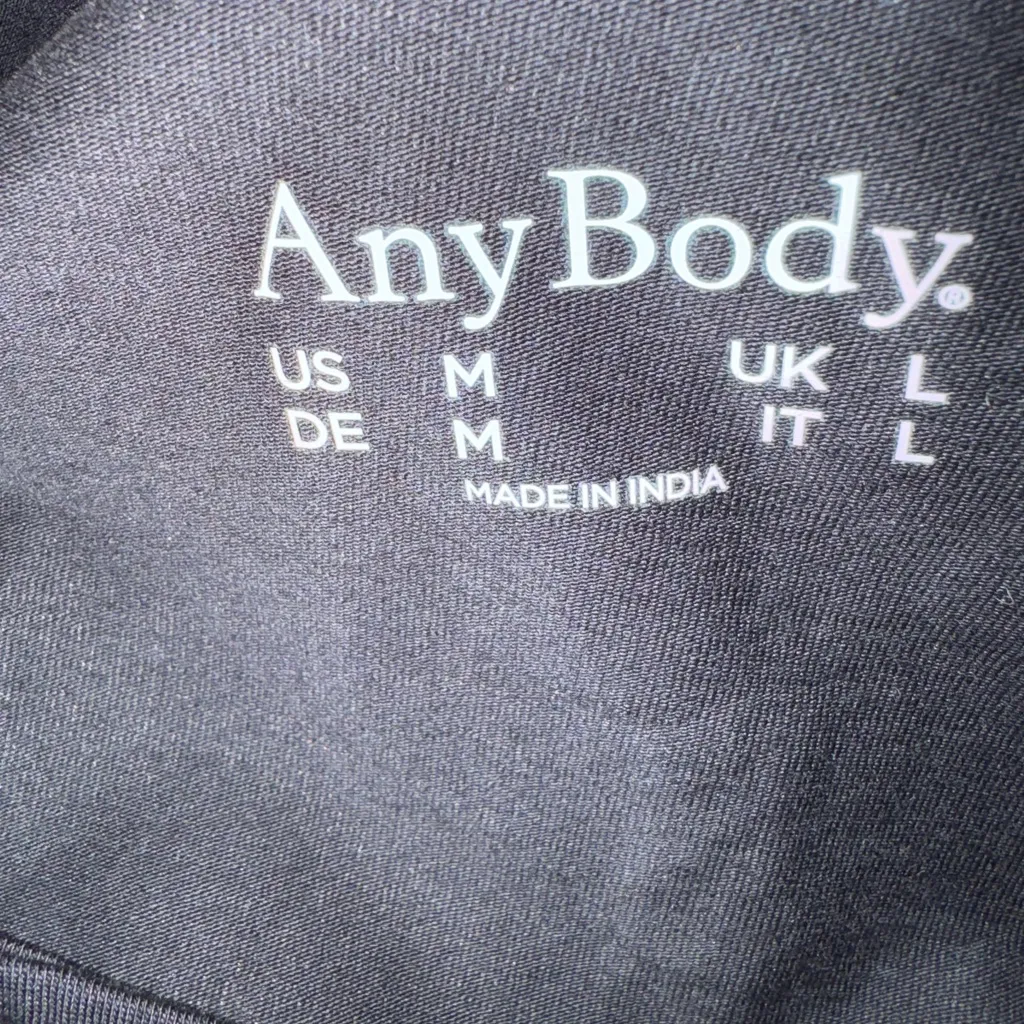 AnyBody®
US M UK L
DE M IT L
MADE IN INDIA